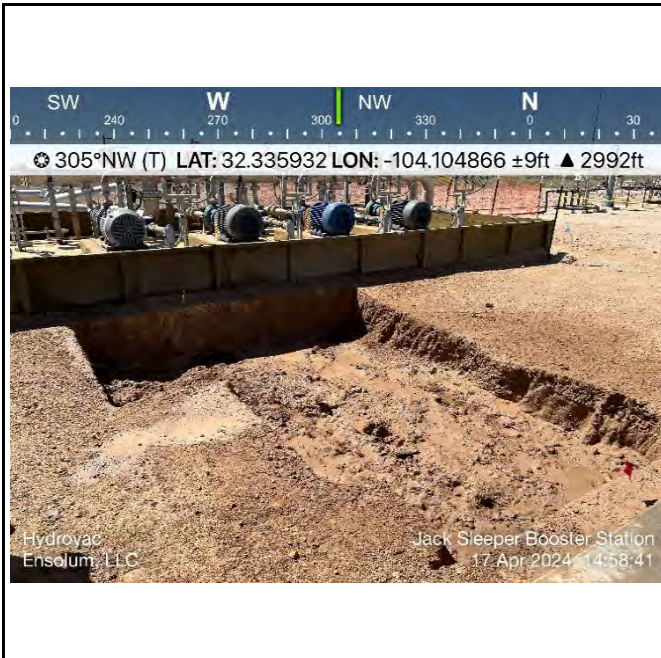 SW W NW N
0 240 270 300 330 0 30
305°NW (T) LAT: 32.335932 LON: -104.104866 ±9ft ▲ 2992ft
Hydrovac
Ensolum, LLC
Jack Sleeper Booster Station
17 Apr 2024, 14:58:41